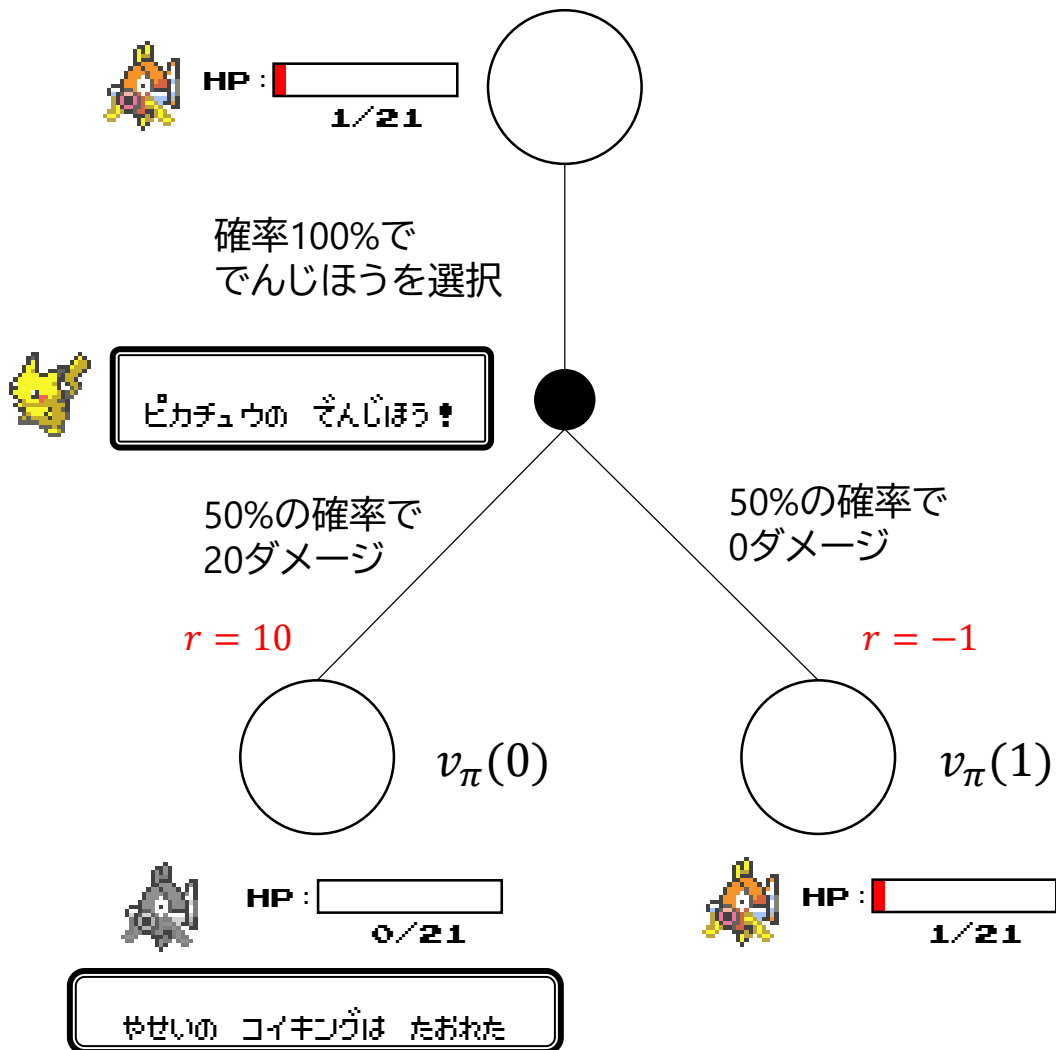 HP:
1/21
確率100%で
でんじほうを選択
ピカチュウの でんじほう!
50%の確率で
20ダメージ
50%の確率で
0ダメージ
r = 10
r = −1
vπ(0)
vπ(1)
HP:
0/21
HP:
1/21
やせいの コイキングは たおれた